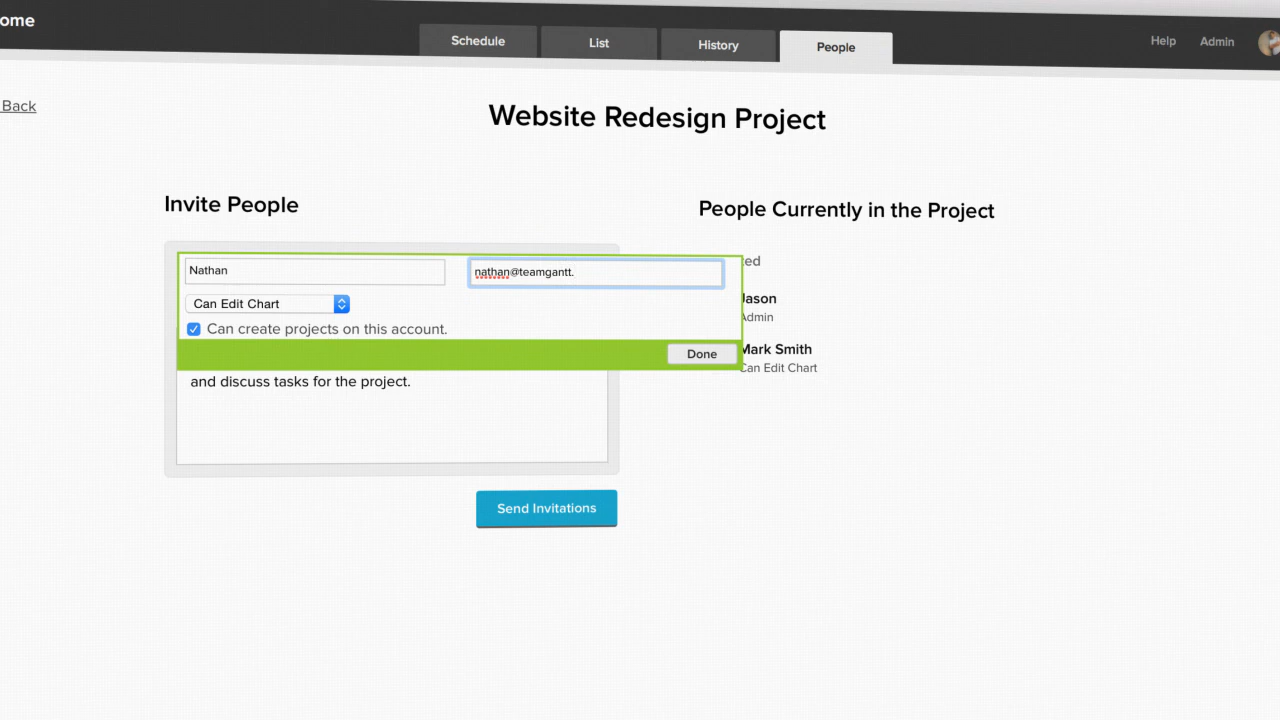 ome
Schedule
List
History
People
Help
Admin
Back
Website Redesign Project
Invite People
People Currently in the Project
Nathan
nathan@teamgantt.
ted
Can Edit Chart
Jason
Admin
Can create projects on this account.
Done
Mark Smith
Can Edit Chart
and discuss tasks for the project.
Send Invitations